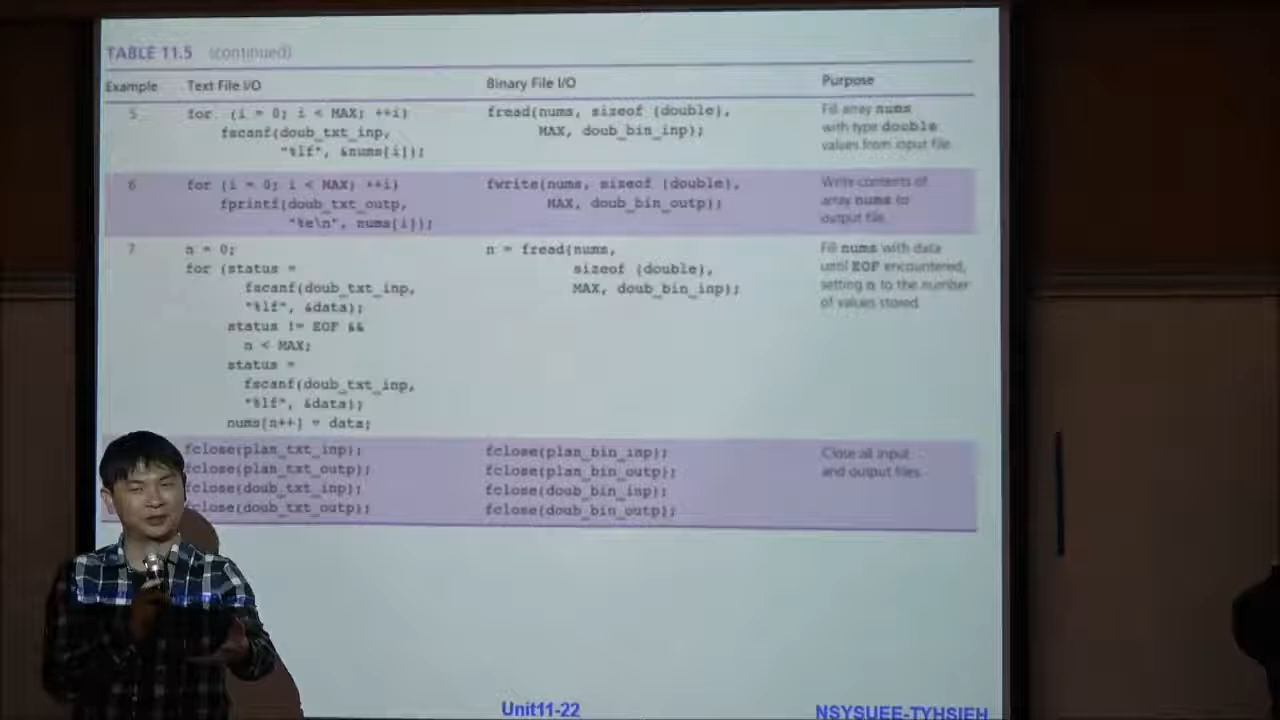 TABLE 11.5 (continued)
Example Text File I/O Binary File I/O Purpose
5 for (i = 0; i < MAX; ++i) fread(nums, sizeof (double), Fill array nums
fscanf(doub_txt_inp, MAX, doub_bin_inp); with type double
"%lf", &nums[i]); values from input file.
6 for (i = 0; i < MAX; ++i) fwrite(nums, sizeof (double), Write contents of
fprintf(doub_txt_outp, MAX, doub_bin_outp); array nums to
"%e\n", nums[i]); output file.
7 n = 0; n = fread(nums, Fill nums with data
for (status = sizeof (double), until EOF encountered,
fscanf(doub_txt_inp, MAX, doub_bin_inp); setting n to the number
"%lf", &data); of values stored.
status != EOF &&
n < MAX;
status =
fscanf(doub_txt_inp,
"%lf", &data))
nums[n++] = data;
fclose(plan_txt_inp); fclose(plan_bin_inp); Close all input
fclose(plan_txt_outp); fclose(plan_bin_outp); and output files.
fclose(doub_txt_inp); fclose(doub_bin_inp);
fclose(doub_txt_outp); fclose(doub_bin_outp);
Unit11-22 NSYSUEE-TYHSIEH